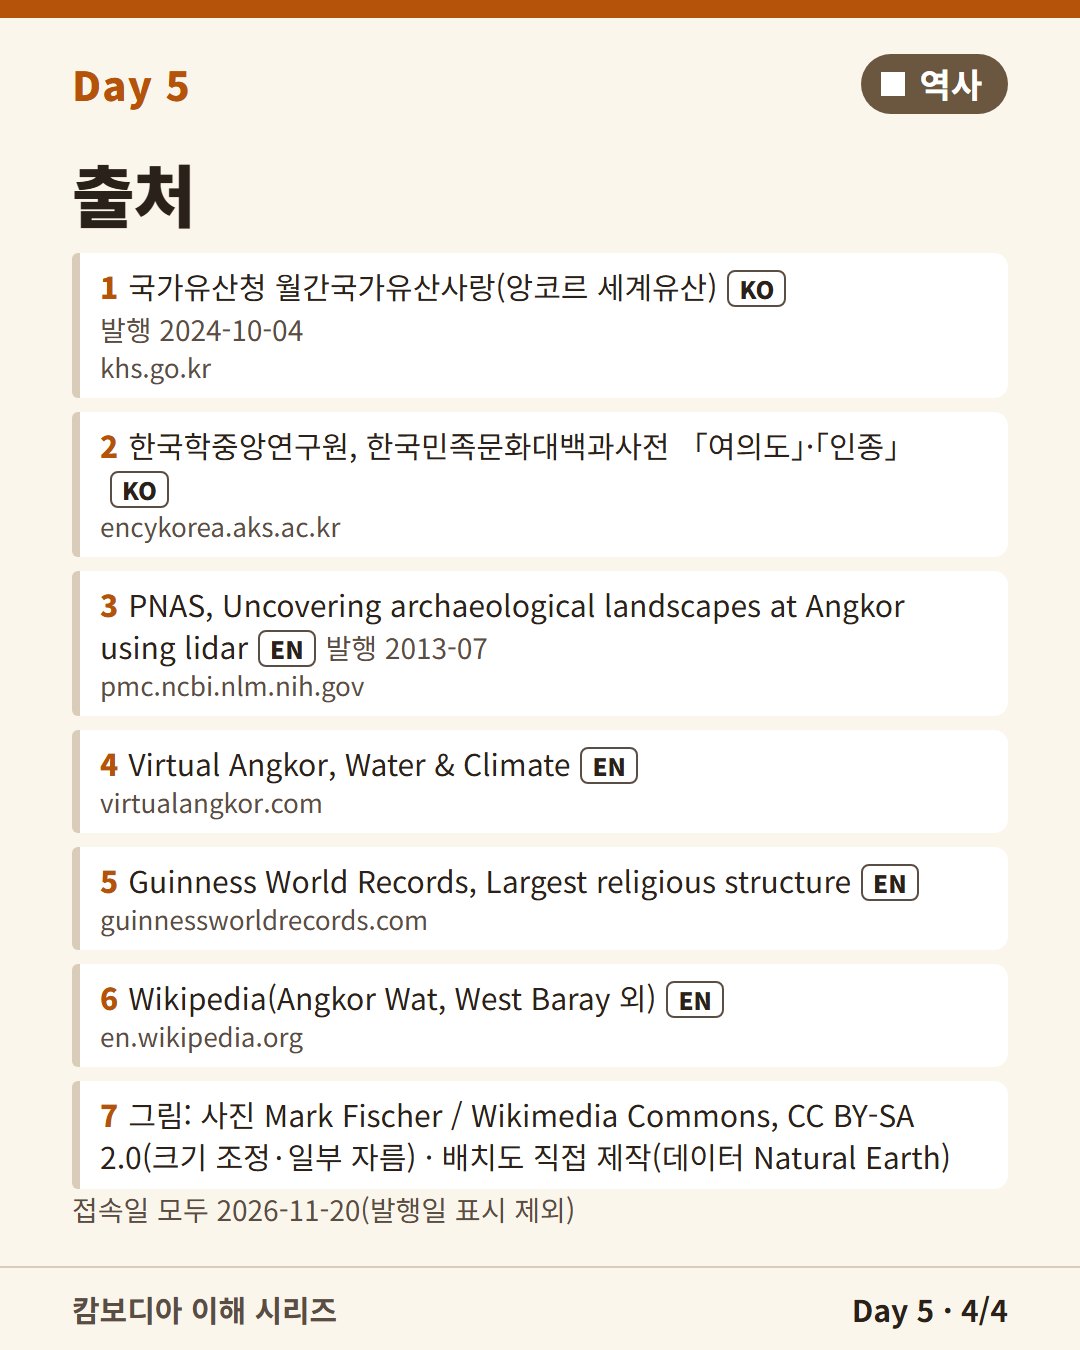 Day 5
역사
출처
1 국가유산청 월간국가유산사랑(앙코르 세계유산) KO
발행 2024-10-04
khs.go.kr
2 한국학중앙연구원, 한국민족문화대백과사전 「여의도」·「인종」
KO
encykorea.aks.ac.kr
3 PNAS, Uncovering archaeological landscapes at Angkor
using lidar EN 발행 2013-07
pmc.ncbi.nlm.nih.gov
4 Virtual Angkor, Water & Climate EN
virtualangkor.com
5 Guinness World Records, Largest religious structure EN
guinnessworldrecords.com
6 Wikipedia(Angkor Wat, West Baray 외) EN
en.wikipedia.org
7 그림: 사진 Mark Fischer / Wikimedia Commons, CC BY-SA
2.0(크기 조정·일부 자름) · 배치도 직접 제작(데이터 Natural Earth)
접속일 모두 2026-11-20(발행일 표시 제외)
캄보디아 이해 시리즈
Day 5 · 4/4